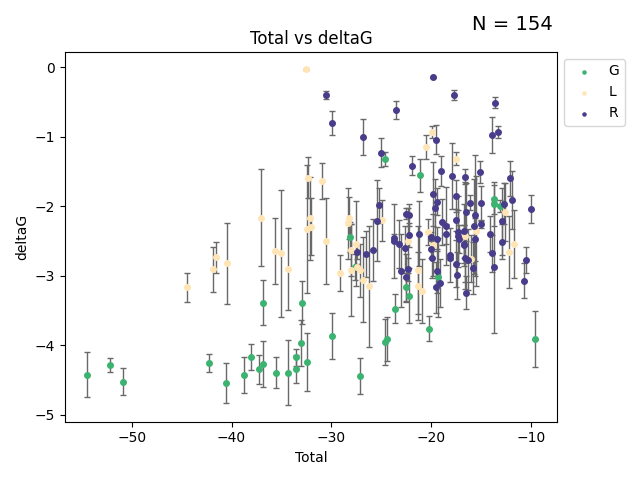 N = 154
Total vs deltaG
G
L
R
deltaG
0
−1
−2
−3
−4
−5
−50 −40 −30 −20 −10
Total